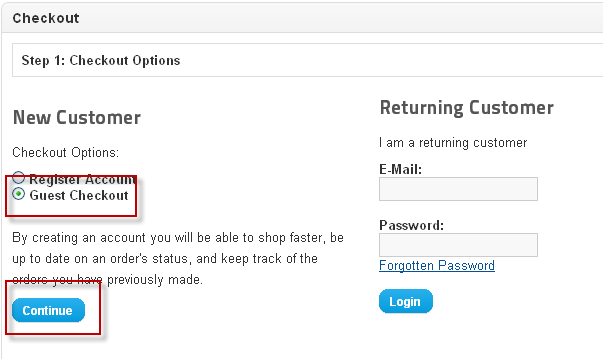 Checkout
Step 1: Checkout Options
New Customer
Checkout Options:
Register Account
Guest Checkout
By creating an account you will be able to shop faster, be
up to date on an order's status, and keep track of the
orders you have previously made.
Continue
Returning Customer
I am a returning customer
E-Mail:
Password:
Forgotten Password
Login